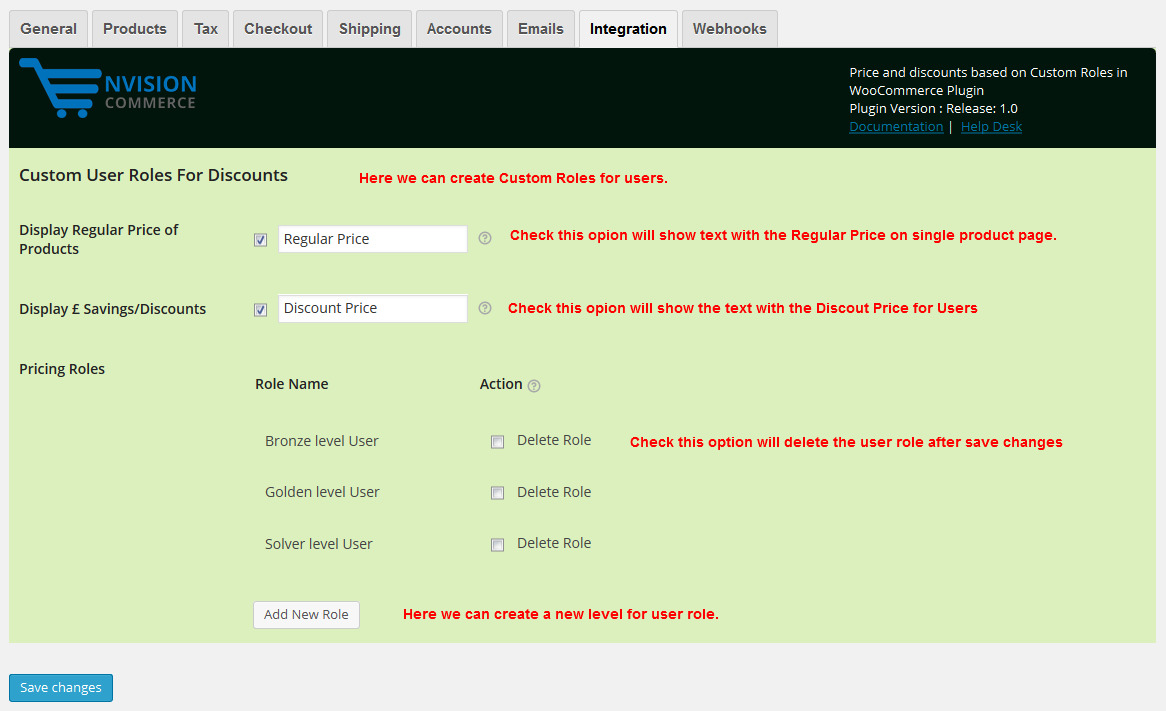 General Products Tax Checkout Shipping Accounts Emails Integration Webhooks
NVISION
COMMERCE
Price and discounts based on Custom Roles in
WooCommerce Plugin
Plugin Version : Release: 1.0
Documentation | Help Desk
Custom User Roles For Discounts Here we can create Custom Roles for users.
Display Regular Price of
Products
Regular Price ? Check this opion will show text with the Regular Price on single product page.
Display £ Savings/Discounts Discount Price ? Check this opion will show the text with the Discout Price for Users
Pricing Roles
Role Name Action ?
Bronze level User Delete Role Check this option will delete the user role after save changes
Golden level User Delete Role
Solver level User Delete Role
Add New Role Here we can create a new level for user role.
Save changes